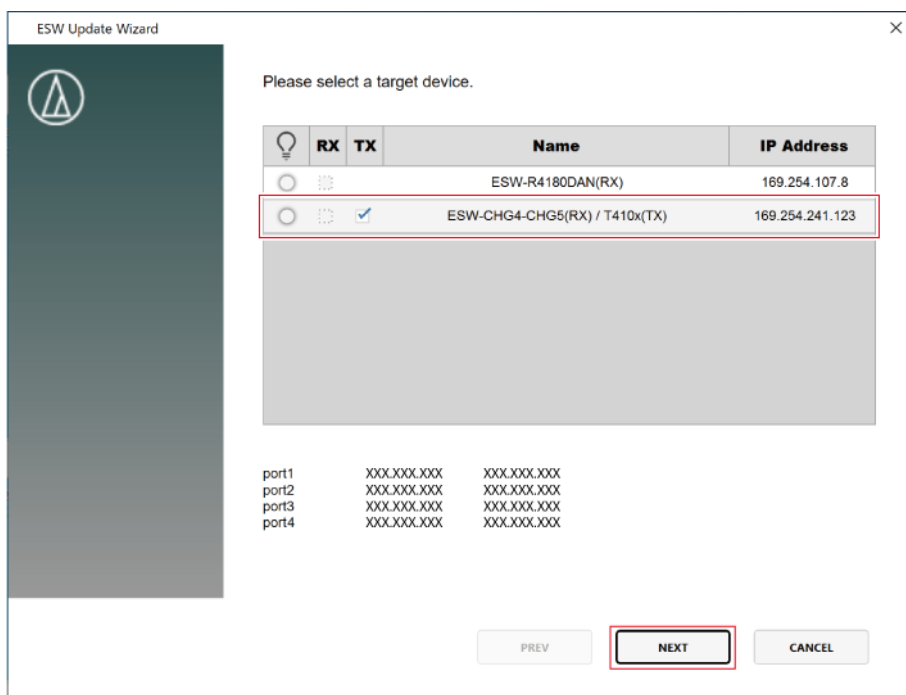 ESW Update Wizard
Please select a target device.
RX TX Name IP Address
ESW-R4180DAN(RX) 169.254.107.8
ESW-CHG4-CHG5(RX) / T410x(TX) 169.254.241.123
port1 XXX.XXX.XXX XXX.XXX.XXX
port2 XXX.XXX.XXX XXX.XXX.XXX
port3 XXX.XXX.XXX XXX.XXX.XXX
port4 XXX.XXX.XXX XXX.XXX.XXX
PREV NEXT CANCEL